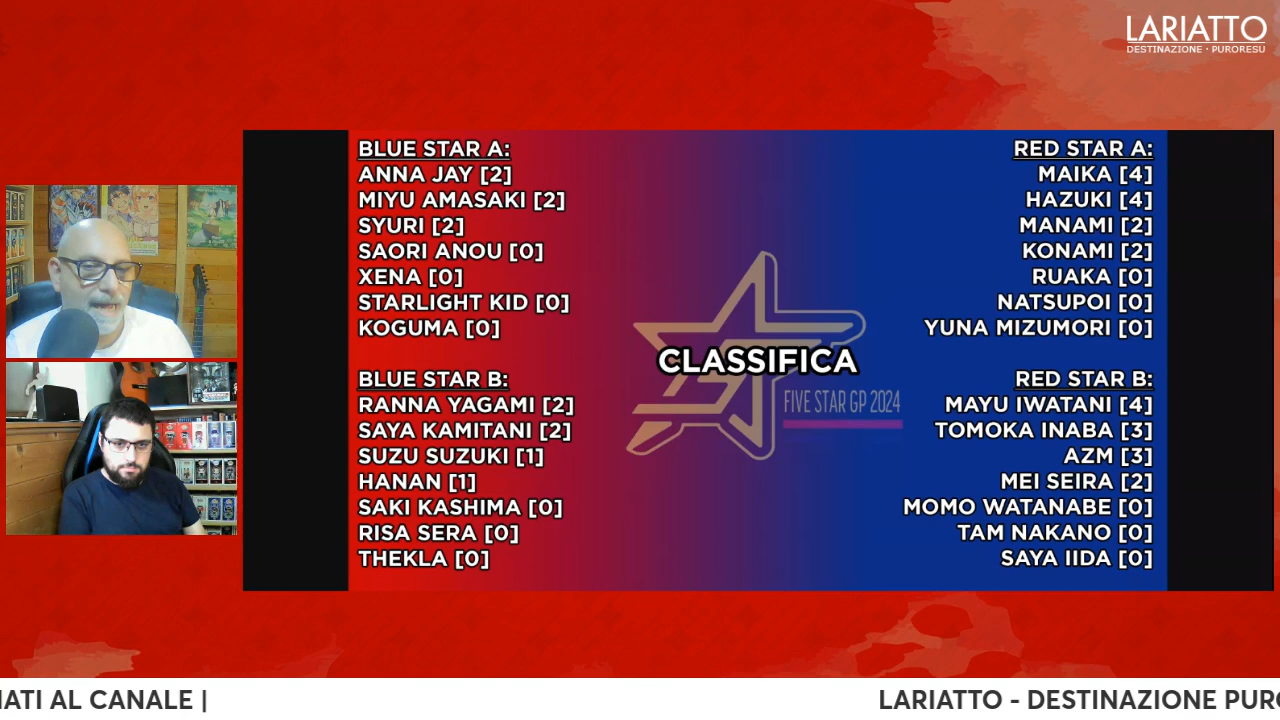 LARIATTO
DESTINAZIONE · PURORESU
BLUE STAR A:
ANNA JAY [2]
MIYU AMASAKI [2]
SYURI [2]
SAORI ANOU [0]
XENA [0]
STARLIGHT KID [0]
KOGUMA [0]
BLUE STAR B:
RANNA YAGAMI [2]
SAYA KAMITANI [2]
SUZU SUZUKI [1]
HANAN [1]
SAKI KASHIMA [0]
RISA SERA [0]
THEKLA [0]
CLASSIFICA
FIVE STAR GP 2024
RED STAR A:
MAIKA [4]
HAZUKI [4]
MANAMI [2]
KONAMI [2]
RUAKA [0]
NATSUPOI [0]
YUNA MIZUMORI [0]
RED STAR B:
MAYU IWATANI [4]
TOMOKA INABA [3]
AZM [3]
MEI SEIRA [2]
MOMO WATANABE [0]
TAM NAKANO [0]
SAYA IIDA [0]
IATI AL CANALE |
LARIATTO - DESTINAZIONE PURO